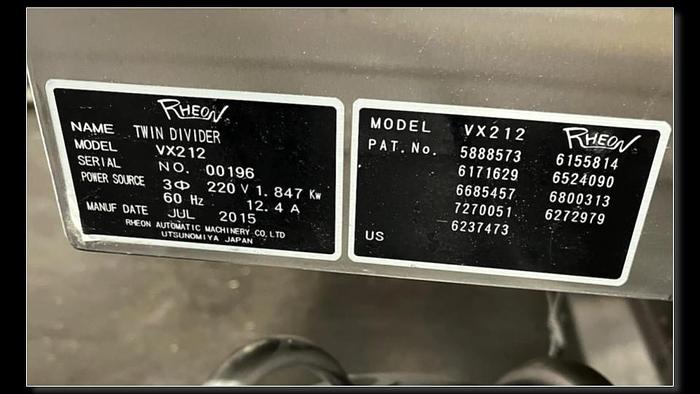 RHEON
NAME TWIN DIVIDER
MODEL VX212
SERIAL NO. 00196
POWER SOURCE 3Φ 220 V 1.847 Kw
60 Hz 12.4 A
MANUF DATE JUL 2015
RHEON AUTOMATIC MACHINERY CO.,LTD
UTSUNOMIYA JAPAN
MODEL VX212 RHEON
PAT. No. 5888573 6155814
6171629 6524090
6685457 6800313
7270051 6272979
6237473
US